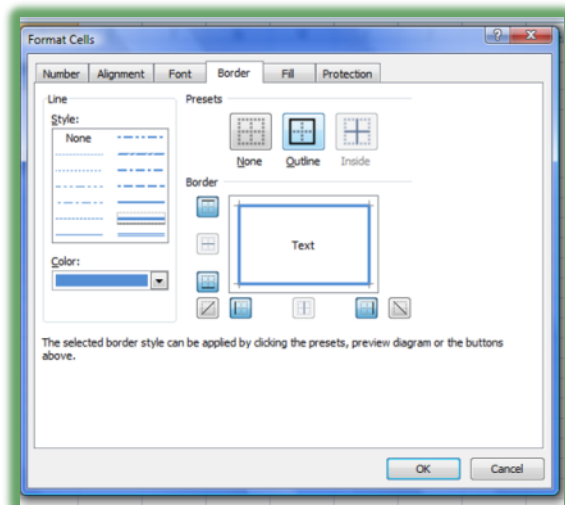 Format Cells
Number Alignment Font Border Fill Protection
Line
Style:
None
Color:
Presets
None Outline Inside
Border
Text
The selected border style can be applied by clicking the presets, preview diagram or the buttons
above.
OK Cancel